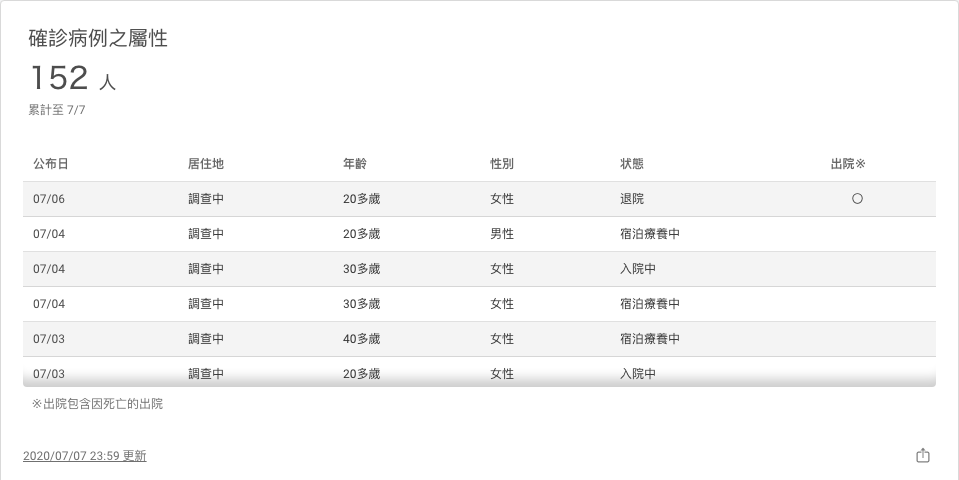 確診病例之屬性
152 人
累計至 7/7
公布日 居住地 年齡 性別 狀態 出院※
07/06 調查中 20多歲 女性 退院 〇
07/04 調查中 20多歲 男性 宿泊療養中
07/04 調查中 30多歲 女性 入院中
07/04 調查中 30多歲 女性 宿泊療養中
07/03 調查中 40多歲 女性 宿泊療養中
07/03 調查中 20多歲 女性 入院中
※出院包含因死亡的出院
2020/07/07 23:59 更新